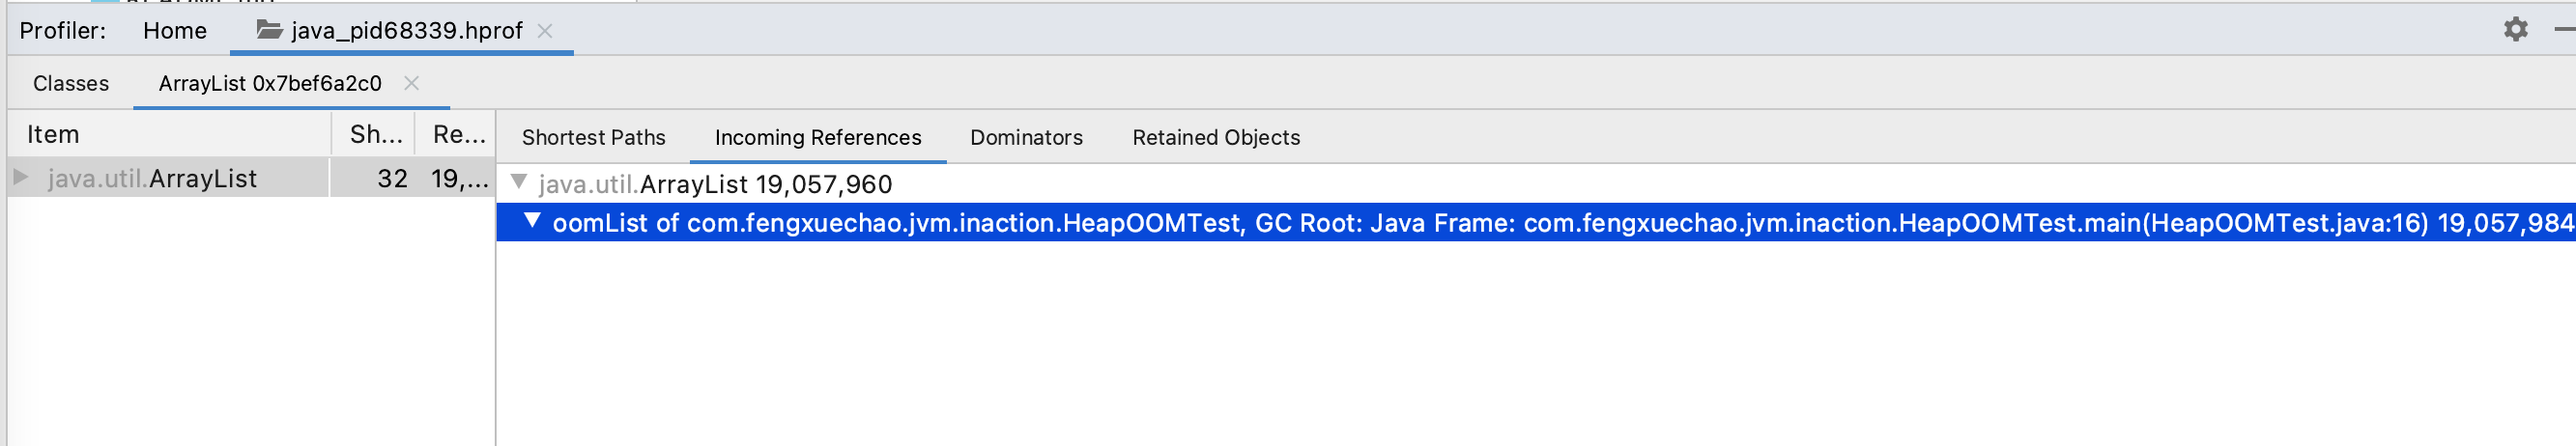 Profiler: Home java_pid68339.hprof
Classes ArrayList 0x7bef6a2c0
Item Sh... Re...
java.util.ArrayList 32 19,...
Shortest Paths Incoming References Dominators Retained Objects
java.util.ArrayList 19,057,960
oomList of com.fengxuechao.jvm.inaction.HeapOOMTest, GC Root: Java Frame: com.fengxuechao.jvm.inaction.HeapOOMTest.main(HeapOOMTest.java:16) 19,057,984